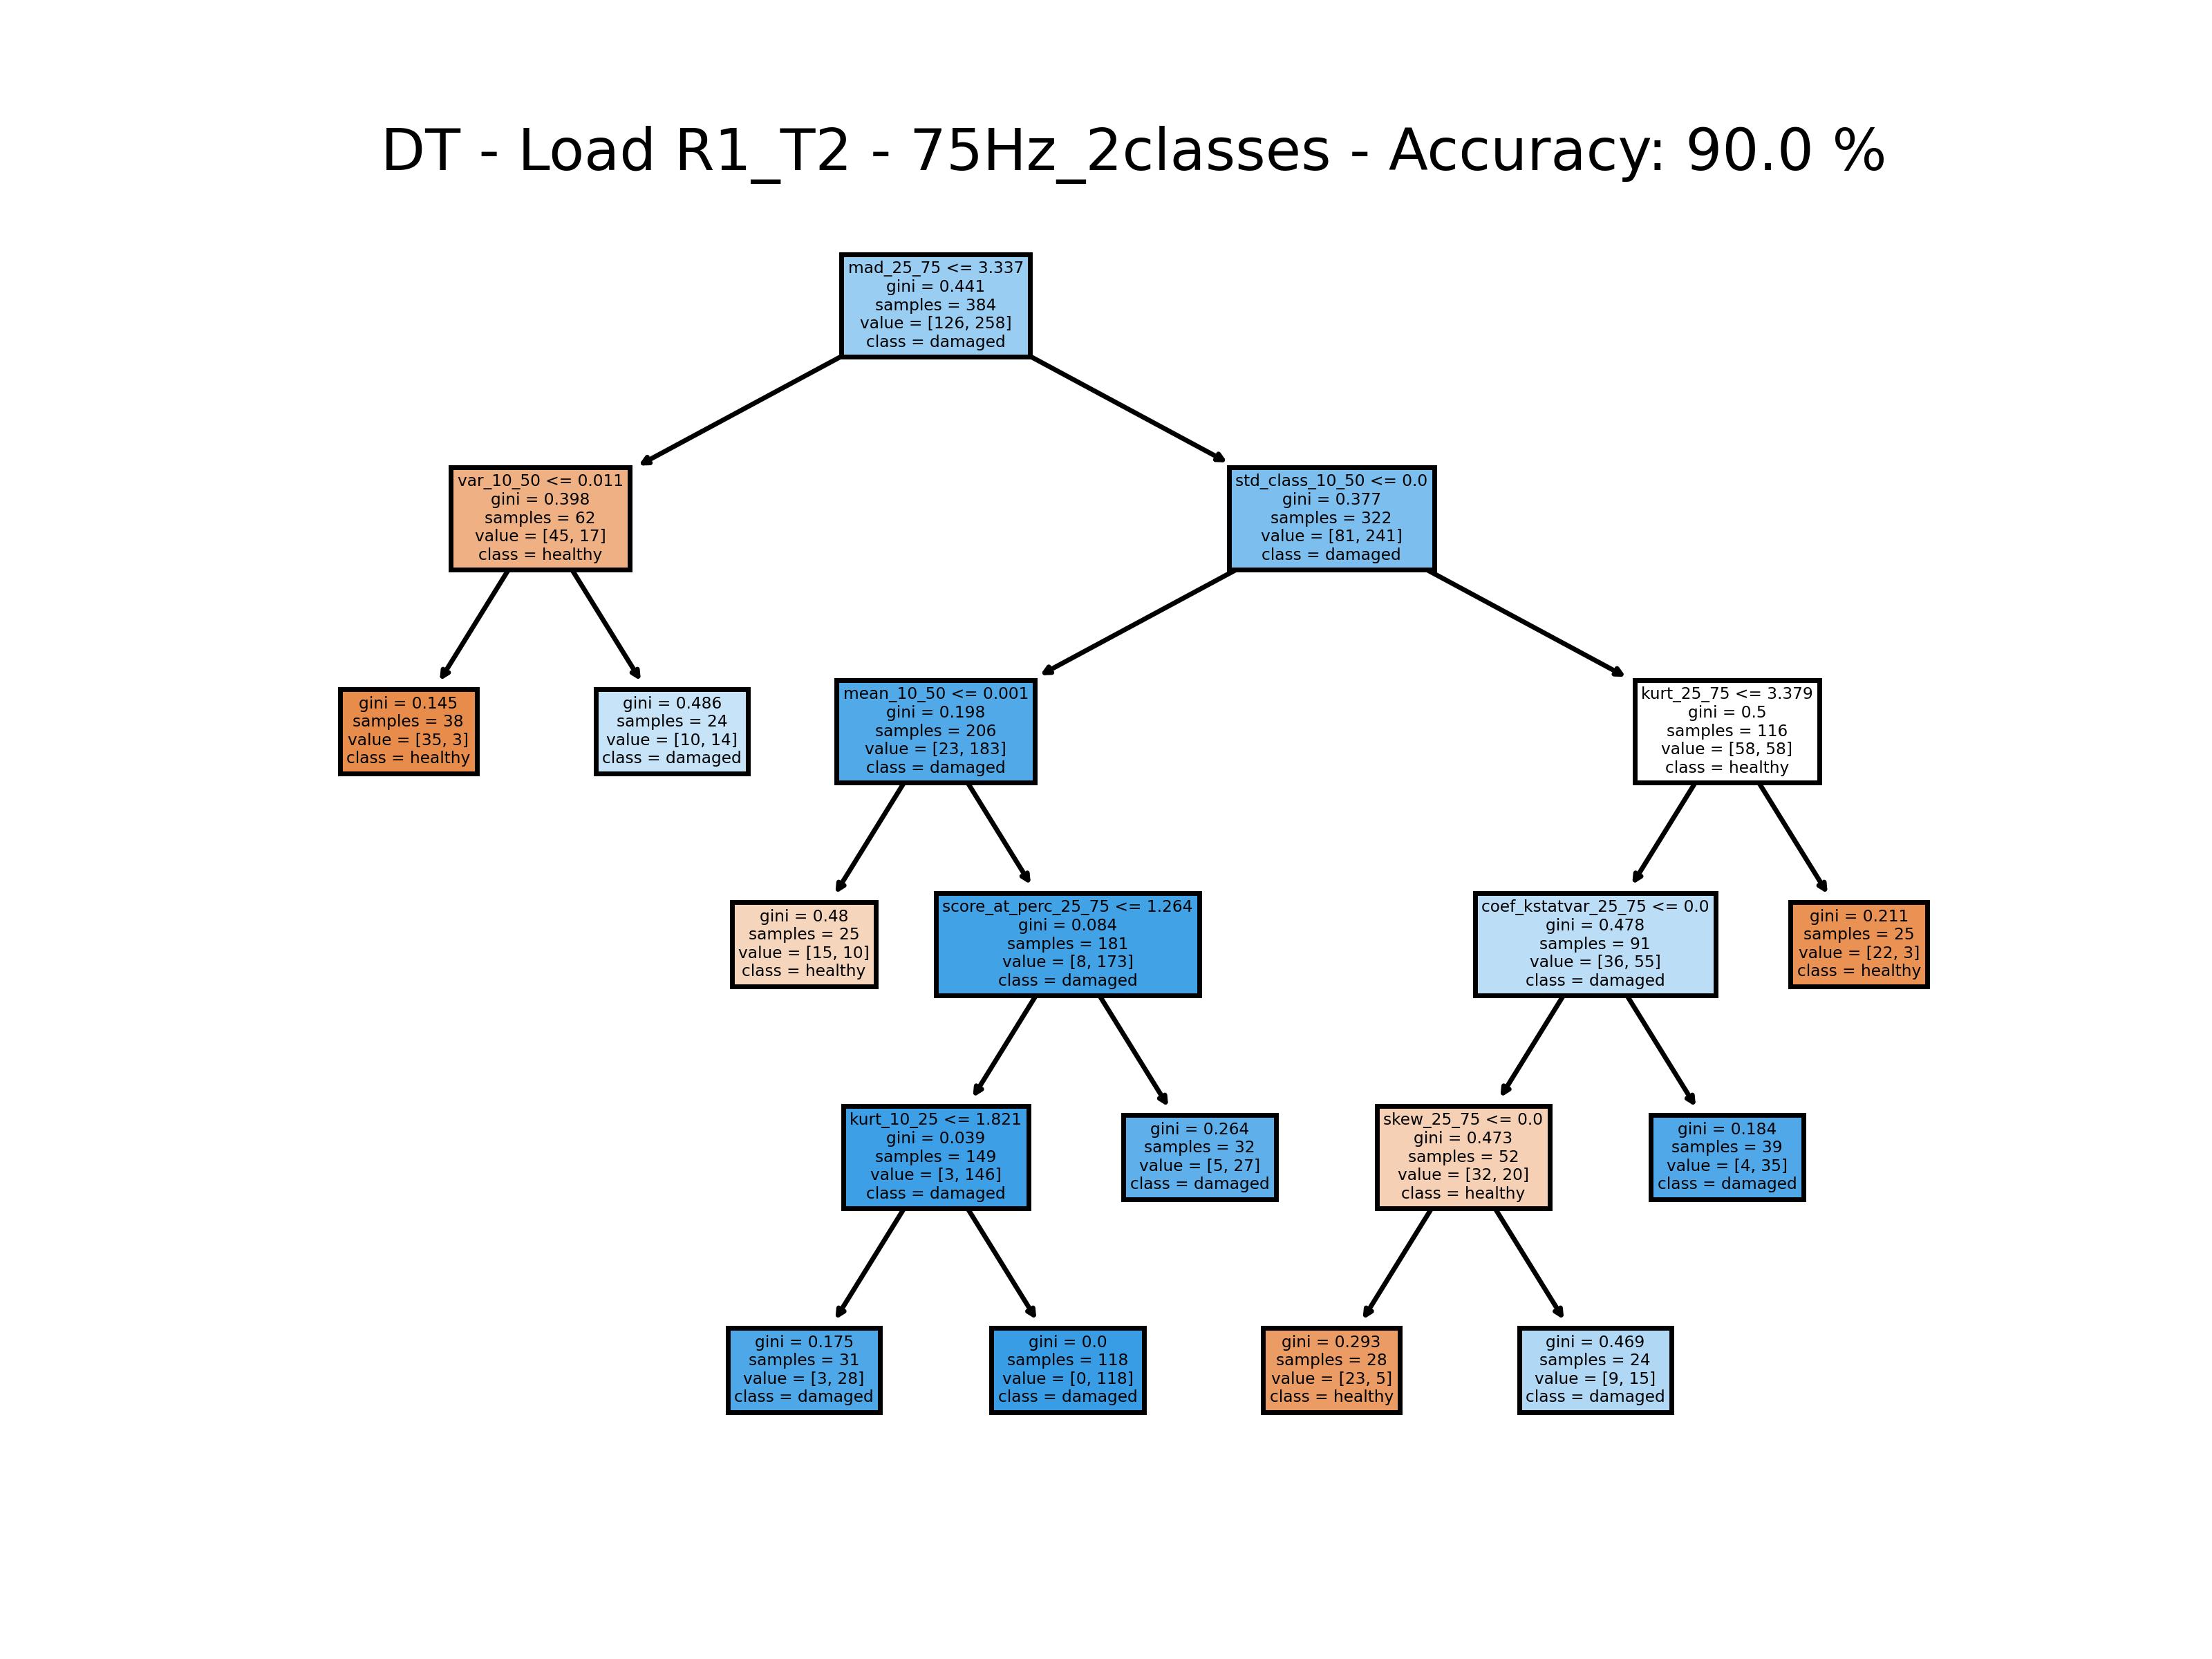 DT - Load R1_T2 - 75Hz_2classes - Accuracy: 90.0 %
mad_25_75 <= 3.337
gini = 0.441
samples = 384
value = [126, 258]
class = damaged
var_10_50 <= 0.011
gini = 0.398
samples = 62
value = [45, 17]
class = healthy
std_class_10_50 <= 0.0
gini = 0.377
samples = 322
value = [81, 241]
class = damaged
gini = 0.145
samples = 38
value = [35, 3]
class = healthy
gini = 0.486
samples = 24
value = [10, 14]
class = damaged
mean_10_50 <= 0.001
gini = 0.198
samples = 206
value = [23, 183]
class = damaged
kurt_25_75 <= 3.379
gini = 0.5
samples = 116
value = [58, 58]
class = healthy
gini = 0.48
samples = 25
value = [15, 10]
class = healthy
score_at_perc_25_75 <= 1.264
gini = 0.084
samples = 181
value = [8, 173]
class = damaged
coef_kstatvar_25_75 <= 0.0
gini = 0.478
samples = 91
value = [36, 55]
class = damaged
gini = 0.211
samples = 25
value = [22, 3]
class = healthy
kurt_10_25 <= 1.821
gini = 0.039
samples = 149
value = [3, 146]
class = damaged
gini = 0.264
samples = 32
value = [5, 27]
class = damaged
skew_25_75 <= 0.0
gini = 0.473
samples = 52
value = [32, 20]
class = healthy
gini = 0.184
samples = 39
value = [4, 35]
class = damaged
gini = 0.175
samples = 31
value = [3, 28]
class = damaged
gini = 0.0
samples = 118
value = [0, 118]
class = damaged
gini = 0.293
samples = 28
value = [23, 5]
class = healthy
gini = 0.469
samples = 24
value = [9, 15]
class = damaged